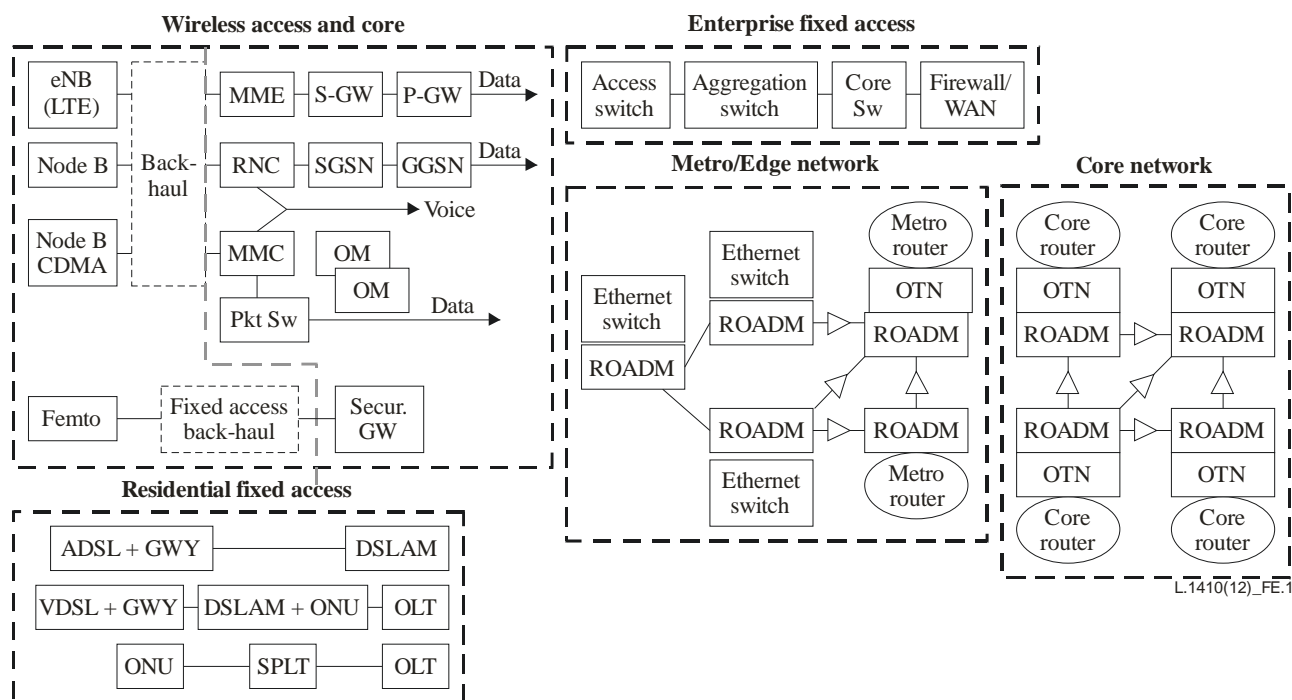 Wireless access and core
eNB
(LTE)
Node B
Node B
CDMA
Back-
haul
MME
S-GW
P-GW
Data
RNC
SGSN
GGSN
Data
Voice
MMC
OM
OM
Pkt Sw
Data
Femto
Fixed access
back-haul
Secur.
GW
Residential fixed access
ADSL + GWY
DSLAM
VDSL + GWY
DSLAM + ONU
OLT
ONU
SPLT
OLT
Enterprise fixed access
Access
switch
Aggregation
switch
Core
Sw
Firewall/
WAN
Metro/Edge network
Ethernet
switch
ROADM
Ethernet
switch
ROADM
Metro
router
OTN
ROADM
ROADM
Ethernet
switch
ROADM
Metro
router
Core network
Core
router
OTN
ROADM
Core
router
OTN
ROADM
ROADM
OTN
Core
router
ROADM
OTN
Core
router
L.1410(12)_FE.1